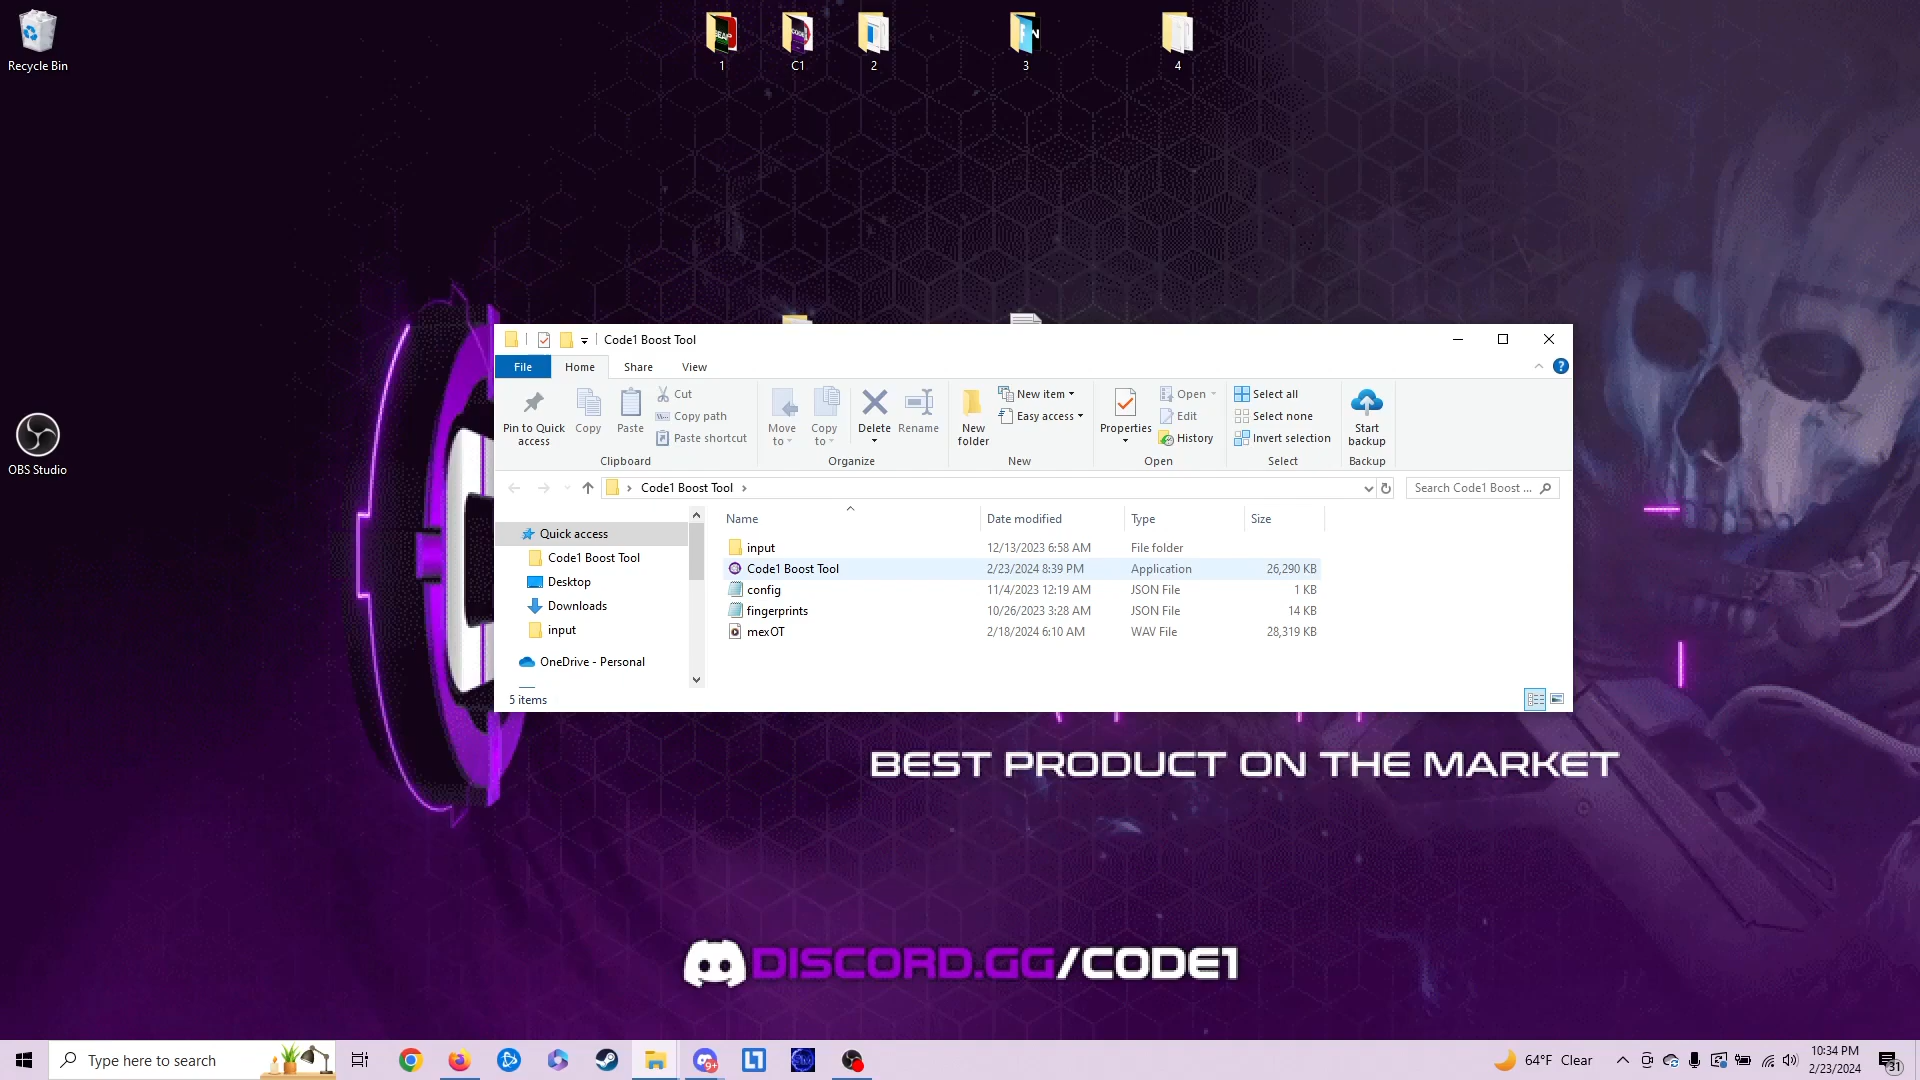 Recycle Bin
1
C1
2
3
4
OBS Studio
Code1 Boost Tool
File
Home
Share
View
Pin to Quick access
Copy
Paste
Cut
Copy path
Paste shortcut
Clipboard
Move to
Copy to
Delete
Rename
Organize
New folder
New item
Easy access
New
Properties
Open
Edit
History
Open
Select all
Select none
Invert selection
Select
Start backup
Backup
Code1 Boost Tool
Search Code1 Boost ...
Quick access
Code1 Boost Tool
Desktop
Downloads
input
OneDrive - Personal
Name Date modified Type Size
input 12/13/2023 6:58 AM File folder
Code1 Boost Tool 2/23/2024 8:39 PM Application 26,290 KB
config 11/4/2023 12:19 AM JSON File 1 KB
fingerprints 10/26/2023 3:28 AM JSON File 14 KB
mexOT 2/18/2024 6:10 AM WAV File 28,319 KB
5 items
BEST PRODUCT ON THE MARKET
DISCORD.GG/CODE1
Type here to search
9+
64°F Clear
10:34 PM
2/23/2024
31